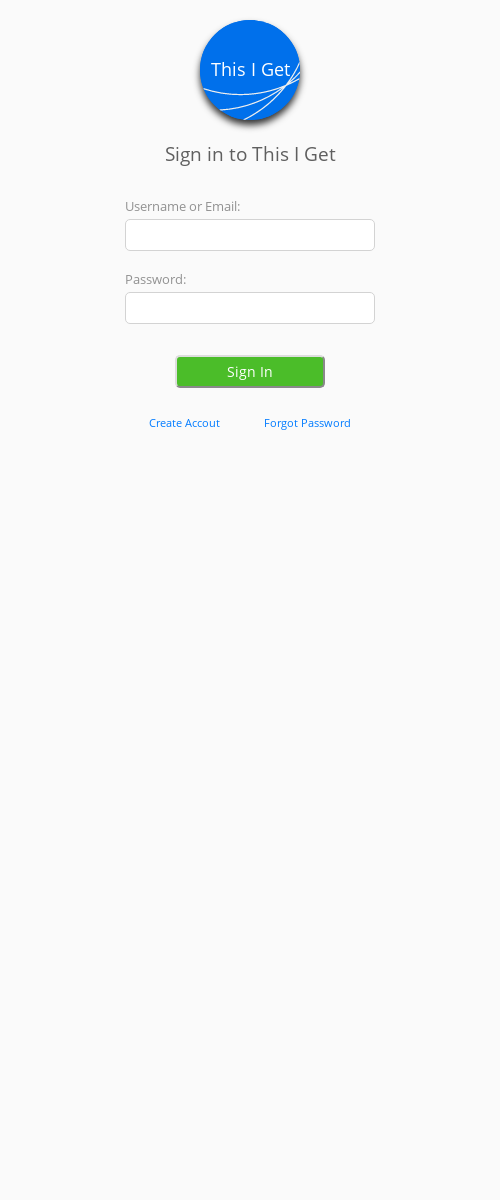 This I Get
Sign in to This I Get
Username or Email:
Password:
Sign In
Create Accout
Forgot Password